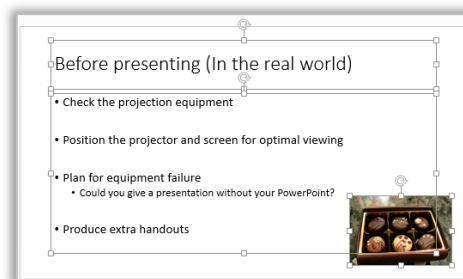 Before presenting (In the real world)
• Check the projection equipment
• Position the projector and screen for optimal viewing
• Plan for equipment failure
• Could you give a presentation without your PowerPoint?
• Produce extra handouts